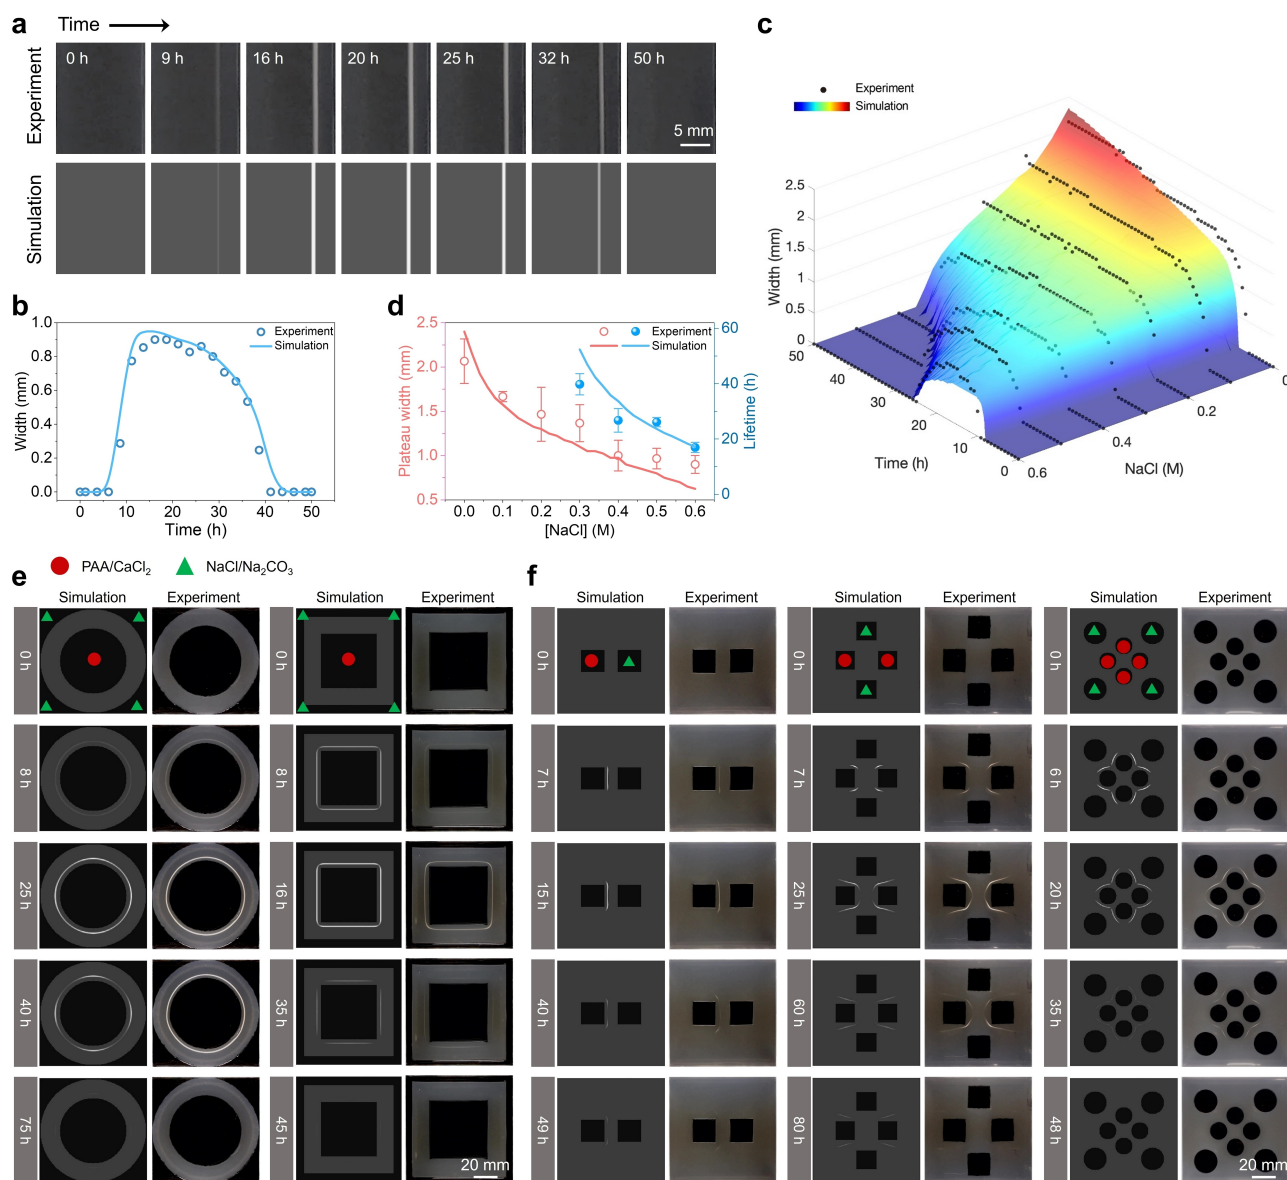 a
Time
Experiment
0 h
9 h
16 h
20 h
25 h
32 h
50 h
5 mm
Simulation
b
1.0
0.8
0.6
0.4
0.2
0.0
Width (mm)
Experiment
Simulation
0
10
20
30
40
50
Time (h)
c
Experiment
Simulation
2.5
2
1.5
1
0.5
0
Width (mm)
50
40
30
20
10
0
Time (h)
0.6
0.4
0.2
0
NaCl (M)
d
2.5
2.0
1.5
1.0
0.5
Plateau width (mm)
Experiment
Simulation
60
40
20
0
Lifetime (h)
0.0
0.1
0.2
0.3
0.4
0.5
0.6
[NaCl] (M)
e
PAA/CaCl₂
NaCl/Na₂CO₃
Simulation
Experiment
Simulation
Experiment
0 h
0 h
8 h
8 h
25 h
16 h
40 h
35 h
75 h
45 h
20 mm
f
Simulation
Experiment
Simulation
Experiment
Simulation
Experiment
0 h
0 h
0 h
7 h
7 h
6 h
15 h
25 h
20 h
40 h
60 h
35 h
49 h
80 h
48 h
20 mm